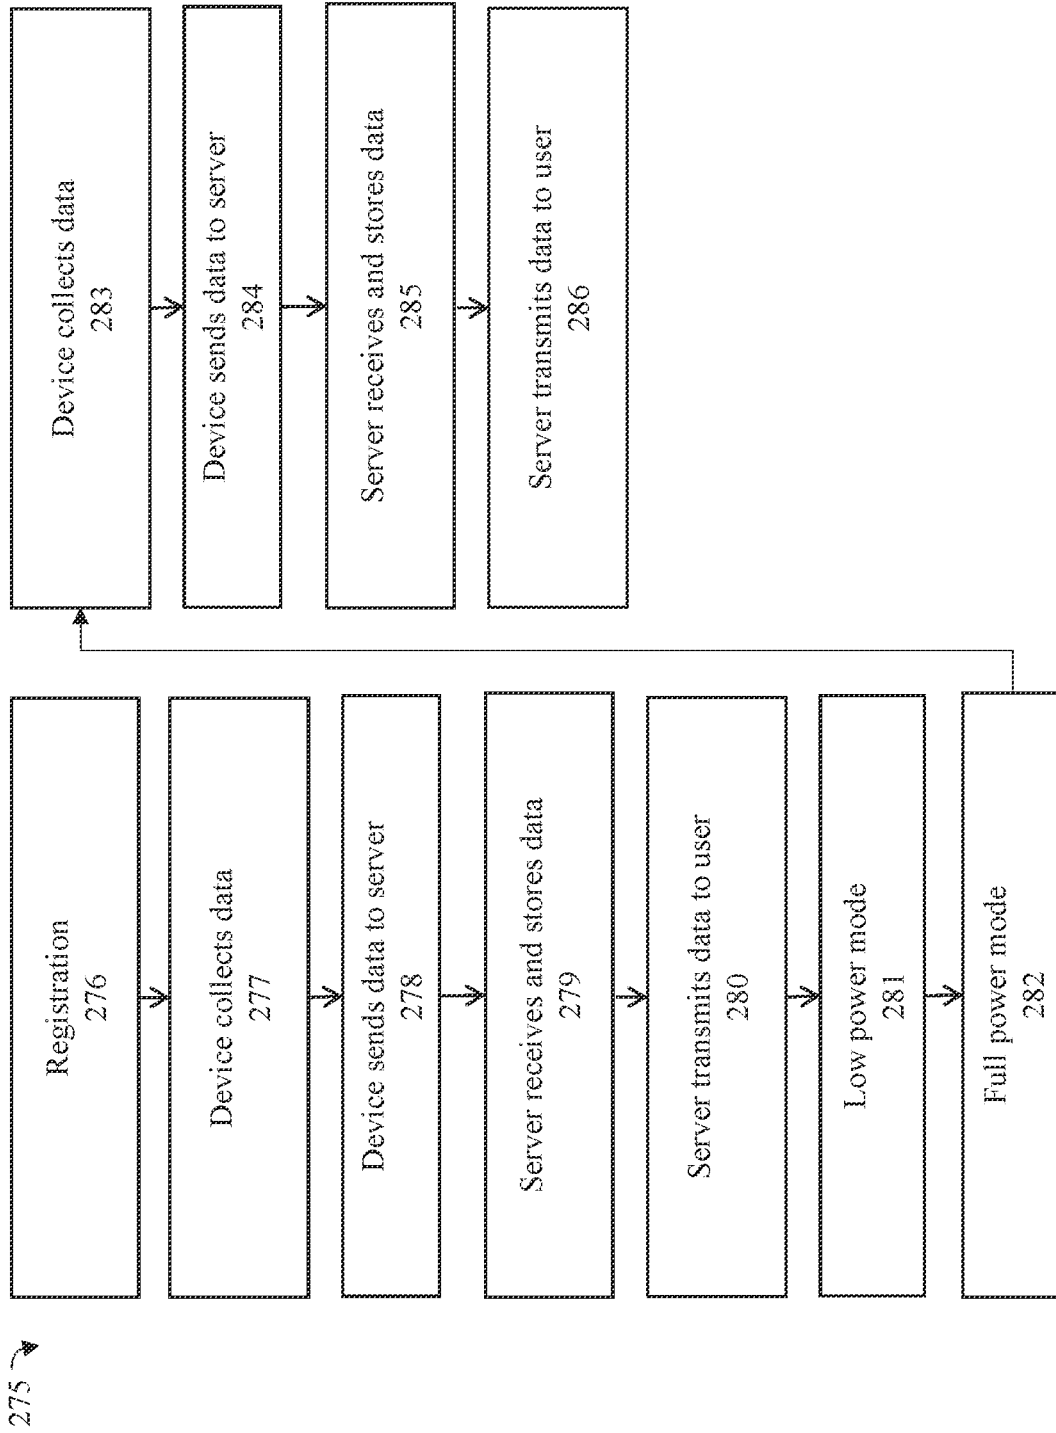 275
Registration
276
Device collects data
277
Device sends data to server
278
Server receives and stores data
279
Server transmits data to user
280
Low power mode
281
Full power mode
282
Device collects data
283
Device sends data to server
284
Server receives and stores data
285
Server transmits data to user
286